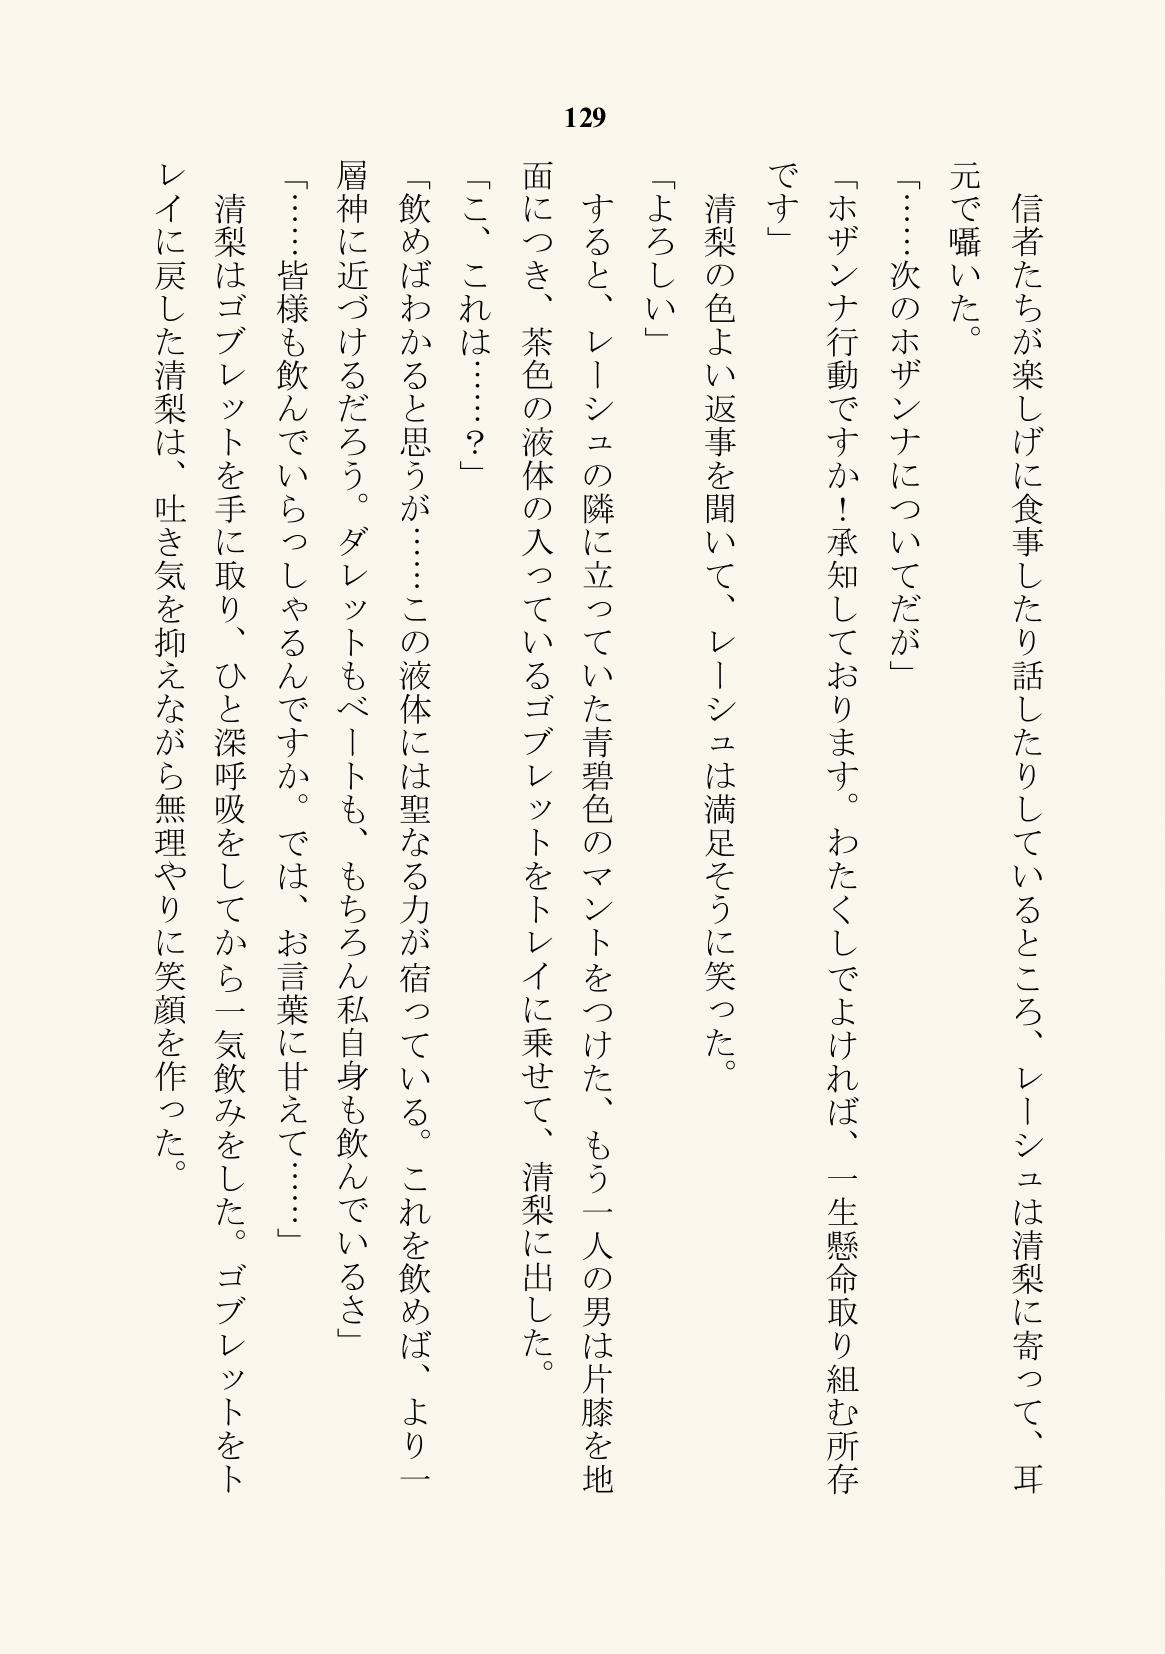 129
　信者たちが楽しげに食事したり話したりしているところ、レーシュは清梨に寄って、耳
元で囁いた。
「……次のホザンナについてだが」
「ホザンナ行動ですか！承知しております。わたくしでよければ、一生懸命取り組む所存
です」
　清梨の色よい返事を聞いて、レーシュは満足そうに笑った。
「よろしい」
　すると、レーシュの隣に立っていた青碧色のマントをつけた、もう一人の男は片膝を地
面につき、茶色の液体の入っているゴブレットをトレイに乗せて、清梨に出した。
「こ、これは……？」
「飲めばわかると思うが……この液体には聖なる力が宿っている。これを飲めば、より一
層神に近づけるだろう。ダレットもベートも、もちろん私自身も飲んでいるさ」
「……皆様も飲んでいらっしゃるんですか。では、お言葉に甘えて……」
　清梨はゴブレットを手に取り、ひと深呼吸をしてから一気飲みをした。ゴブレットをト
レイに戻した清梨は、吐き気を抑えながら無理やりに笑顔を作った。